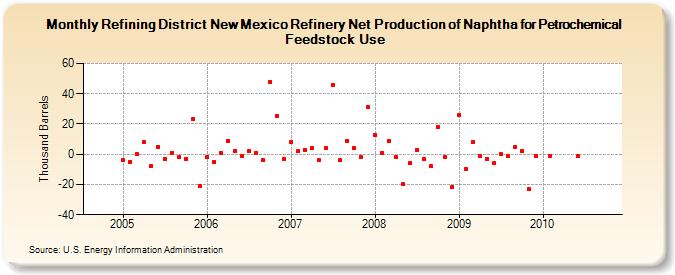 Monthly Refining District New Mexico Refinery Net Production of Naphtha for Petrochemical
Feedstock Use
Thousand Barrels
60
40
20
0
-20
-40
2005 2006 2007 2008 2009 2010
Source: U.S. Energy Information Administration